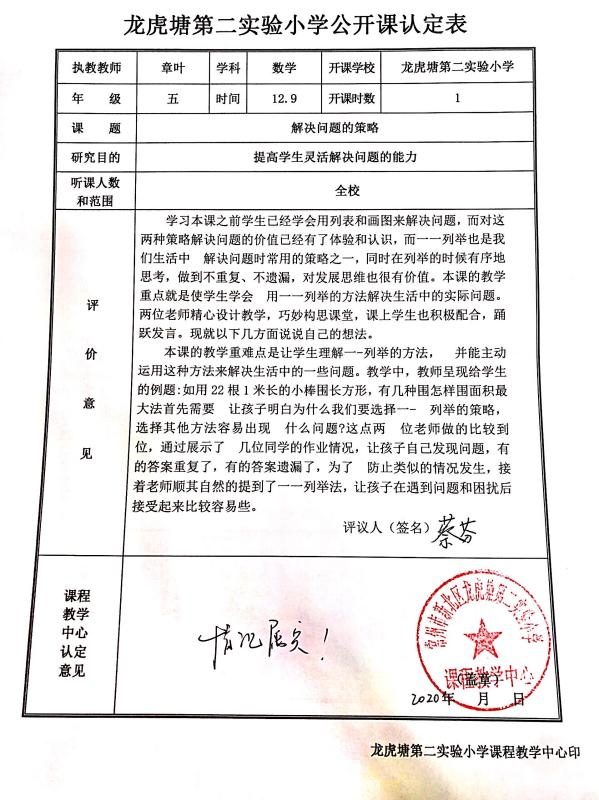 龙虎塘第二实验小学公开课认定表
执教教师 章叶 学科 数学 开课学校 龙虎塘第二实验小学
年 级 五 时间 12.9 开课时数 1
课 题 解决问题的策略
研究目的 提高学生灵活解决问题的能力
听课人数和范围 全校
评价意见
学习本课之前学生已经学会用列表和画图来解决问题，而对这
两种策略解决问题的价值已经有了体验和认识，而一一列举也是我
们生活中 解决问题时常用的策略之一，同时在列举的时候有序地
思考，做到不重复、不遗漏，对发展思维也很有价值。本课的教学
重点就是使学生学会 用一一列举的方法解决生活中的实际问题。
两位老师精心设计教学，巧妙构思课堂，课上学生也积极配合，踊
跃发言。现就以下几方面说说自己的想法。
本课的教学重难点是让学生理解一-列举的方法， 并能主动
运用这种方法来解决生活中的一些问题。教学中，教师呈现给学生
的例题:如用 22 根 1 米长的小棒围长方形，有几种围怎样围面积最
大法首先需要 让孩子明白为什么我们要选择一- 列举的策略，
选择其他方法容易出现 什么问题?这点两 位老师做的比较到
位，通过展示了 几位同学的作业情况，让孩子自己发现问题，有
的答案重复了，有的答案遗漏了，为了 防止类似的情况发生，接
着老师顺其自然的提到了一一列举法，让孩子在遇到问题和困扰后
接受起来比较容易些。
评议人（签名）蔡芬
课程
教学
中心
认定
意见
情况属实！
常州市新北区龙虎塘第二实验小学
课程教学中心
（盖章）
2020年 月 日
龙虎塘第二实验小学课程教学中心印